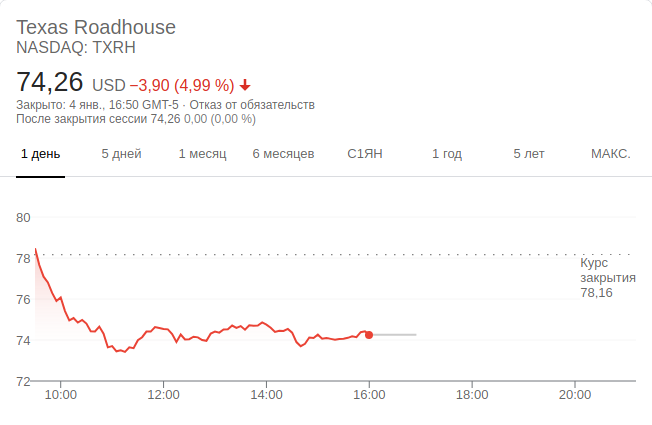 Texas Roadhouse
NASDAQ: TXRH
74,26 USD −3,90 (4,99 %)
Закрыто: 4 янв., 16:50 GMT-5 · Отказ от обязательств
После закрытия сессии 74,26 0,00 (0,00 %)
1 день 5 дней 1 месяц 6 месяцев С1ЯН 1 год 5 лет МАКС.
80
78
Курс
закрытия
78,16
76
74
72
10:00 12:00 14:00 16:00 18:00 20:00